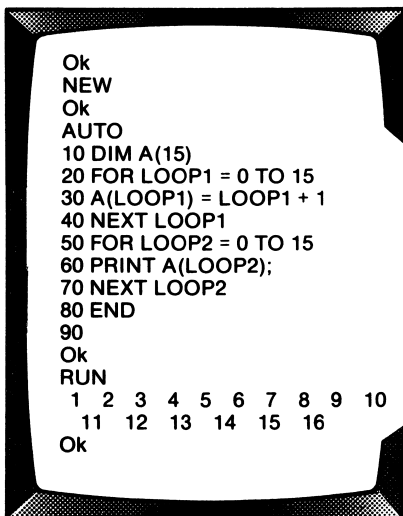 Ok
NEW
Ok
AUTO
10 DIM A(15)
20 FOR LOOP1 = 0 TO 15
30 A(LOOP1) = LOOP1 + 1
40 NEXT LOOP1
50 FOR LOOP2 = 0 TO 15
60 PRINT A(LOOP2);
70 NEXT LOOP2
80 END
90
Ok
RUN
1 2 3 4 5 6 7 8 9 10
11 12 13 14 15 16
Ok